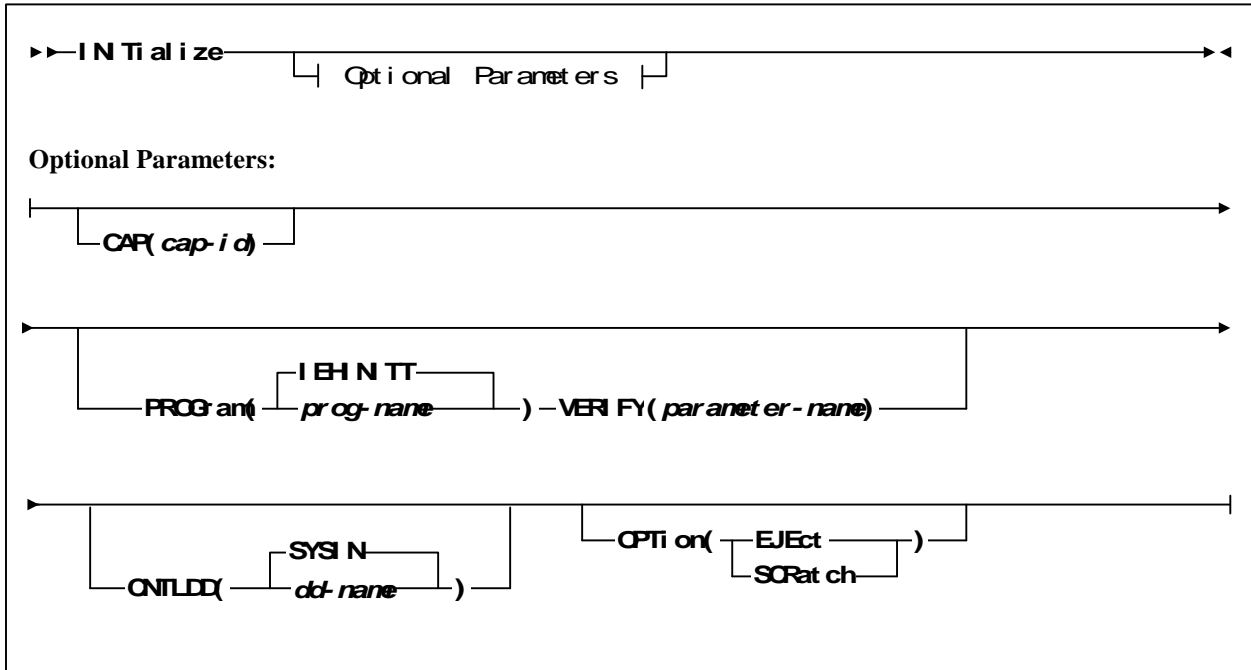 INITialize
Optional Parameters
Optional Parameters:
CAP(cap-id)
IEHINITT
PROGram( prog-name ) VERIFY(parameter-name)
OPTion( EJEct )
SYSIN SCRatch
CNTLDD( dd-name )